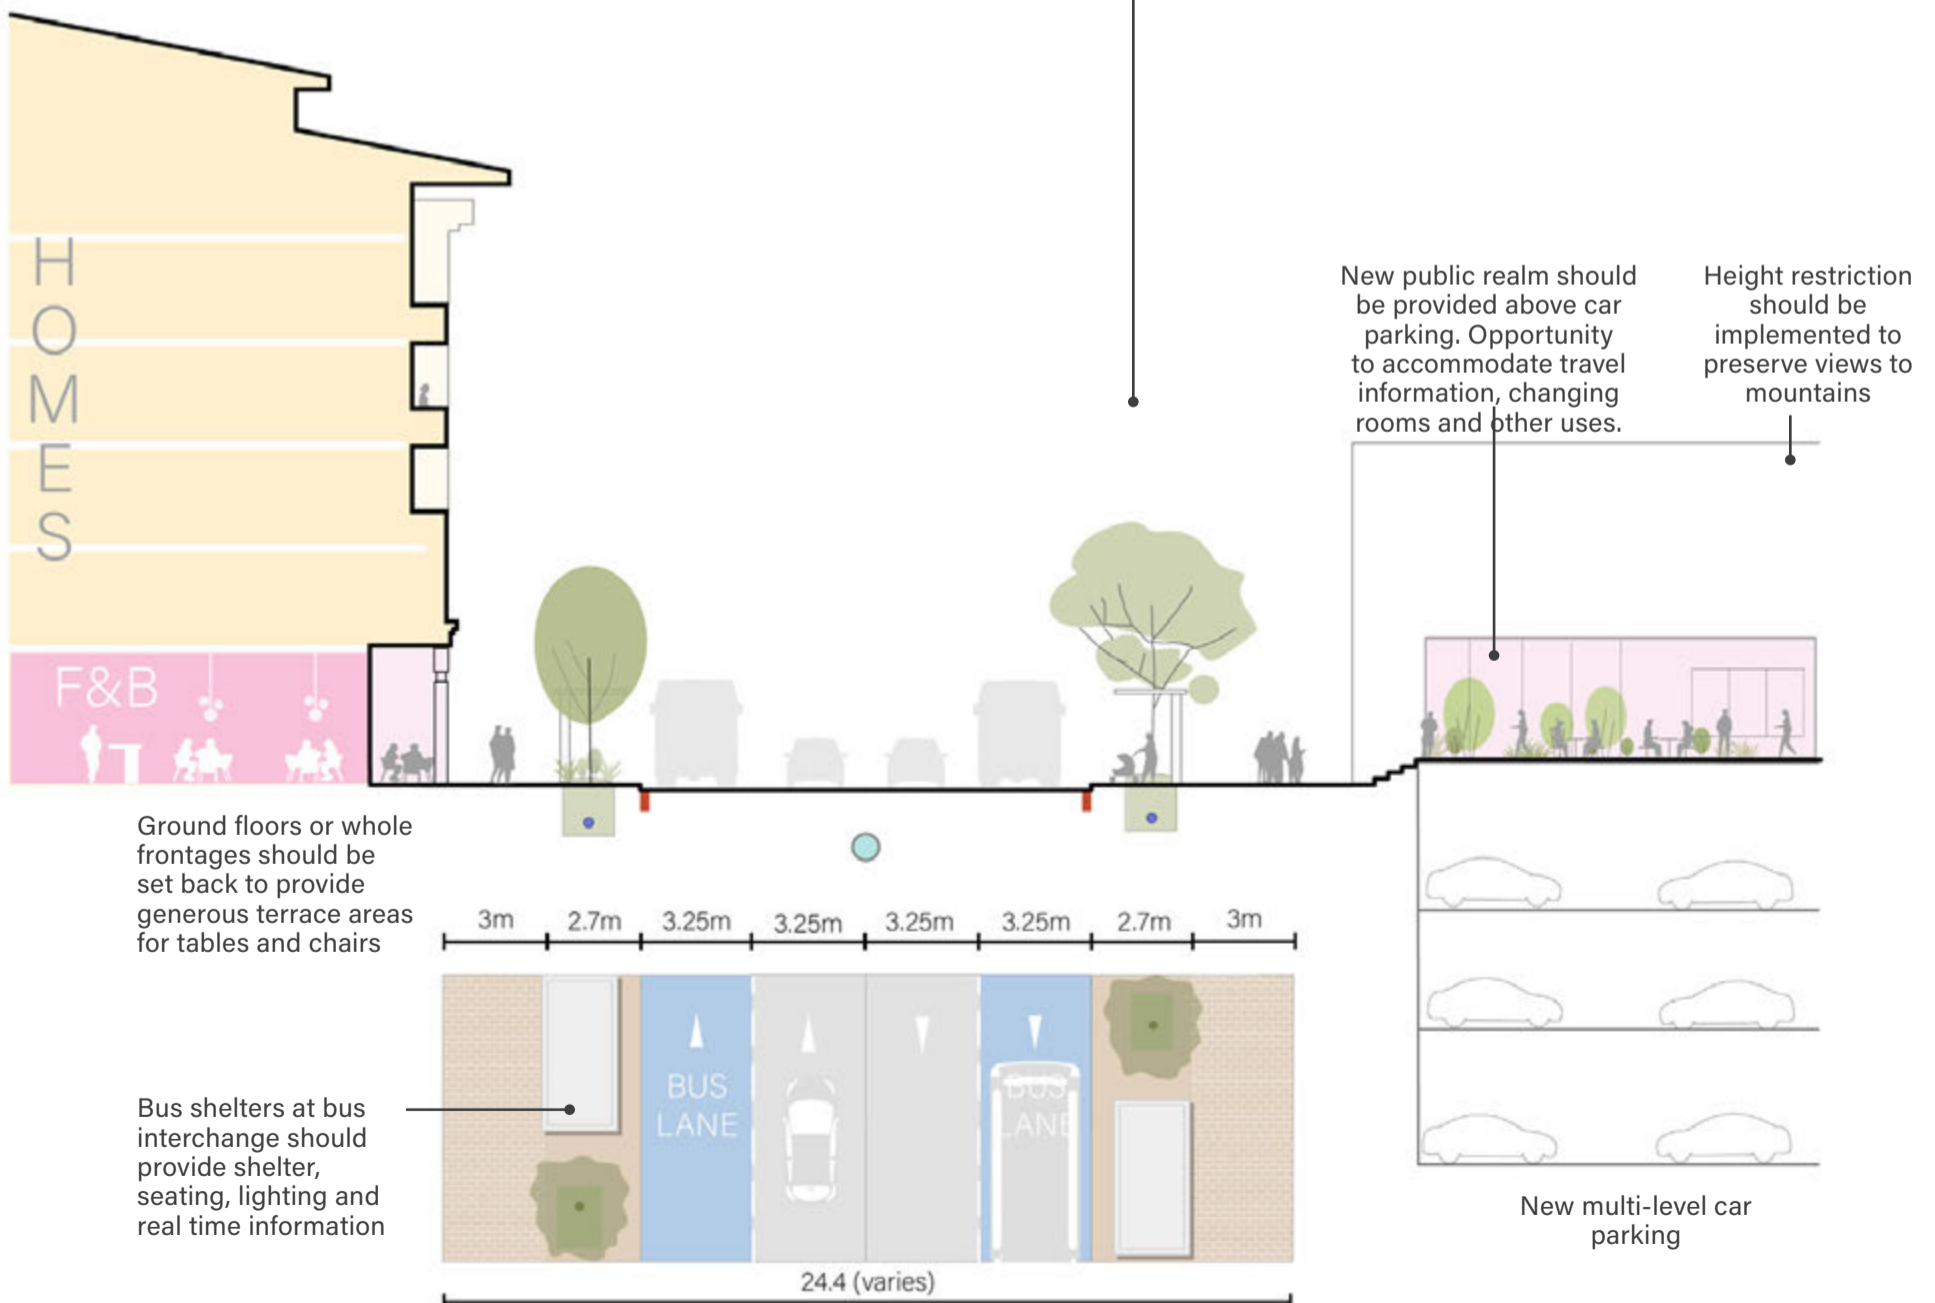 New public realm should
be provided above car
parking. Opportunity
to accommodate travel
information, changing
rooms and other uses.
Height restriction
should be
implemented to
preserve views to
mountains
H
O
M
E
S
F&B
Ground floors or whole
frontages should be
set back to provide
generous terrace areas
for tables and chairs
3m 2.7m 3.25m 3.25m 3.25m 3.25m 2.7m 3m
BUS
LANE
BUS
LANE
Bus shelters at bus
interchange should
provide shelter,
seating, lighting and
real time information
New multi-level car
parking
24.4 (varies)